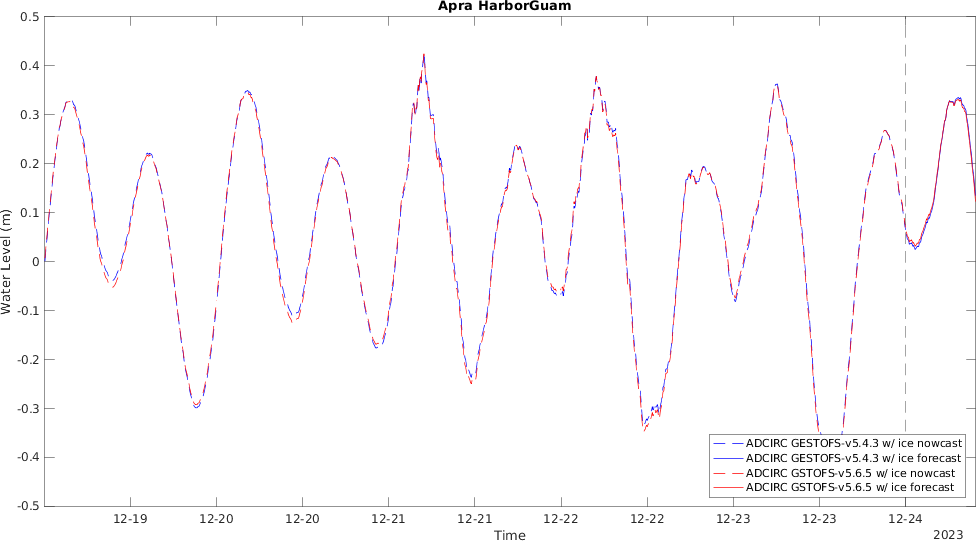 Apra HarborGuam
0.5
0.4
0.3
0.2
0.1
0
-0.1
-0.2
-0.3
-0.4
-0.5
Water Level (m)
ADCIRC GESTOFS-v5.4.3 w/ ice nowcast
ADCIRC GESTOFS-v5.4.3 w/ ice forecast
ADCIRC GSTOFS-v5.6.5 w/ ice nowcast
ADCIRC GSTOFS-v5.6.5 w/ ice forecast
12-19 12-20 12-20 12-21 12-21 12-22 12-22 12-23 12-23 12-24
Time
2023